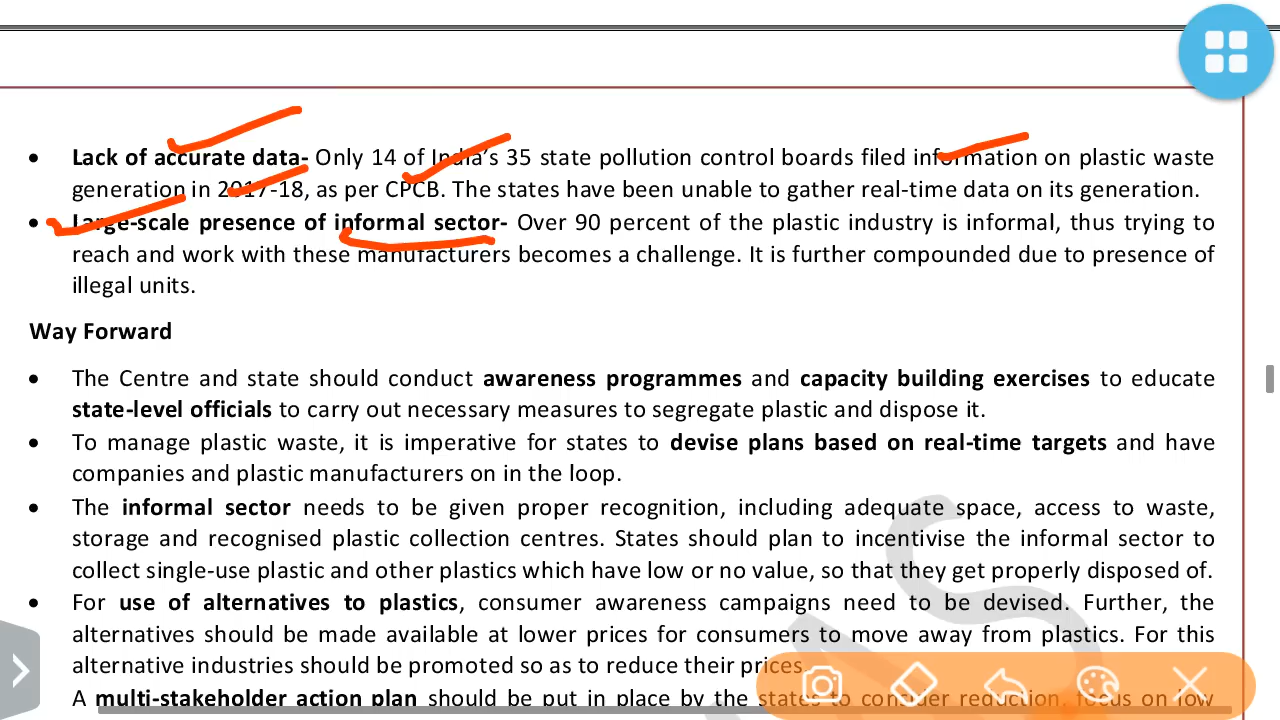 • Lack of accurate data- Only 14 of India's 35 state pollution control boards filed information on plastic waste
generation in 2017-18, as per CPCB. The states have been unable to gather real-time data on its generation.
• Large-scale presence of informal sector- Over 90 percent of the plastic industry is informal, thus trying to
reach and work with these manufacturers becomes a challenge. It is further compounded due to presence of
illegal units.
Way Forward
• The Centre and state should conduct awareness programmes and capacity building exercises to educate
state-level officials to carry out necessary measures to segregate plastic and dispose it.
• To manage plastic waste, it is imperative for states to devise plans based on real-time targets and have
companies and plastic manufacturers on in the loop.
• The informal sector needs to be given proper recognition, including adequate space, access to waste,
storage and recognised plastic collection centres. States should plan to incentivise the informal sector to
collect single-use plastic and other plastics which have low or no value, so that they get properly disposed of.
• For use of alternatives to plastics, consumer awareness campaigns need to be devised. Further, the
alternatives should be made available at lower prices for consumers to move away from plastics. For this
alternative industries should be promoted so as to reduce their prices.
A multi-stakeholder action plan should be put in place by the states to consider reduction, focus on low